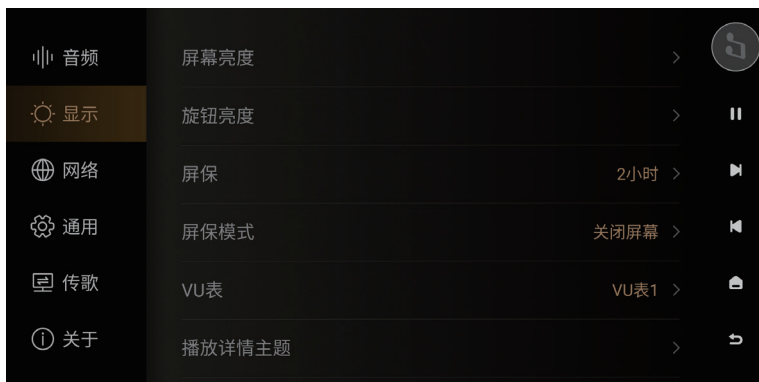 音频
显示
网络
通用
传歌
关于
屏幕亮度
旋钮亮度
屏保 2小时
屏保模式 关闭屏幕
VU表 VU表1
播放详情主题